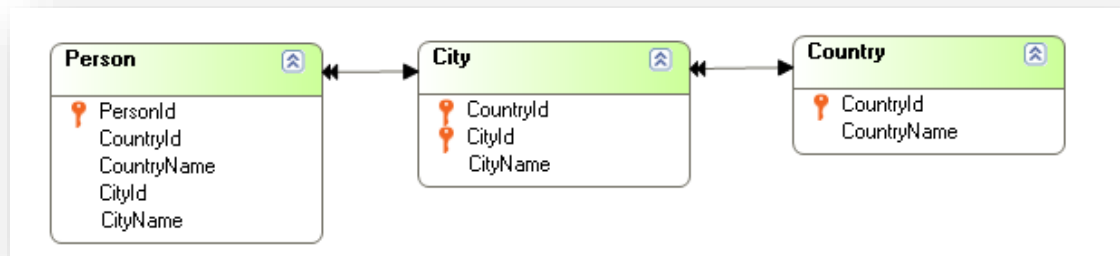 Person
PersonId
CountryId
CountryName
CityId
CityName
City
CountryId
CityId
CityName
Country
CountryId
CountryName